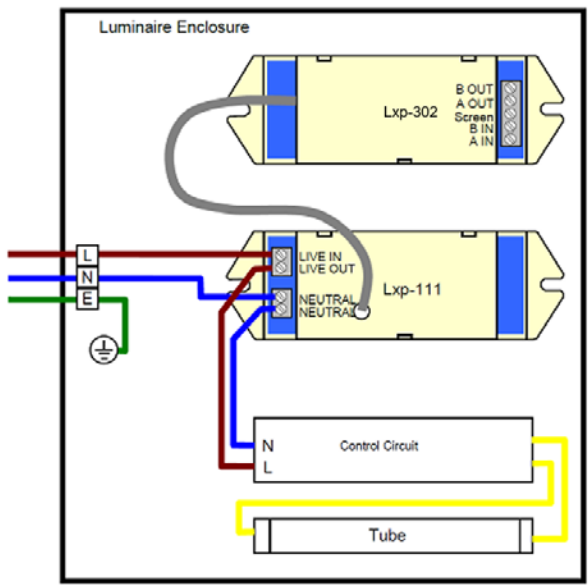 Luminaire Enclosure
B OUT
A OUT
Screen
B IN
A IN
Lxp-302
L
N
E
LIVE IN
LIVE OUT
NEUTRAL
NEUTRAL
Lxp-111
N
L
Control Circuit
Tube